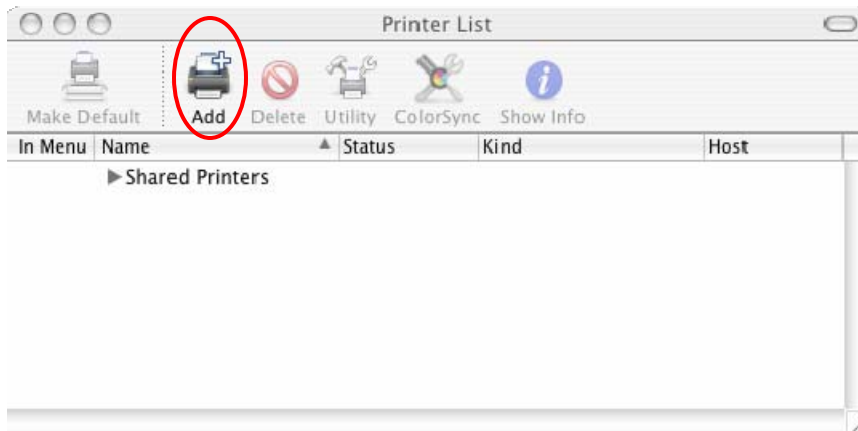 Printer List
Make Default Add Delete Utility ColorSync Show Info
In Menu Name Status Kind Host
Shared Printers